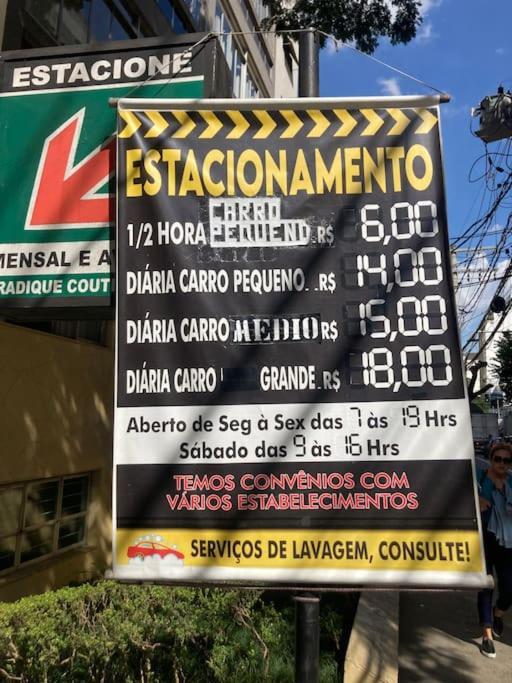 ESTACIONE
MENSAL E A
RADIQUE COUT
ESTACIONAMENTO
1/2 HORA CARRO PEQUENO.R$ 6,00
DIÁRIA CARRO PEQUENO..R$ 14,00
DIÁRIA CARRO MEDIO R$ 15,00
DIÁRIA CARRO GRANDE.R$ 18,00
Aberto de Seg à Sex das 7 às 19 Hrs
Sábado das 9 às 16 Hrs
TEMOS CONVÊNIOS COM
VÁRIOS ESTABELECIMENTOS
SERVIÇOS DE LAVAGEM, CONSULTE!